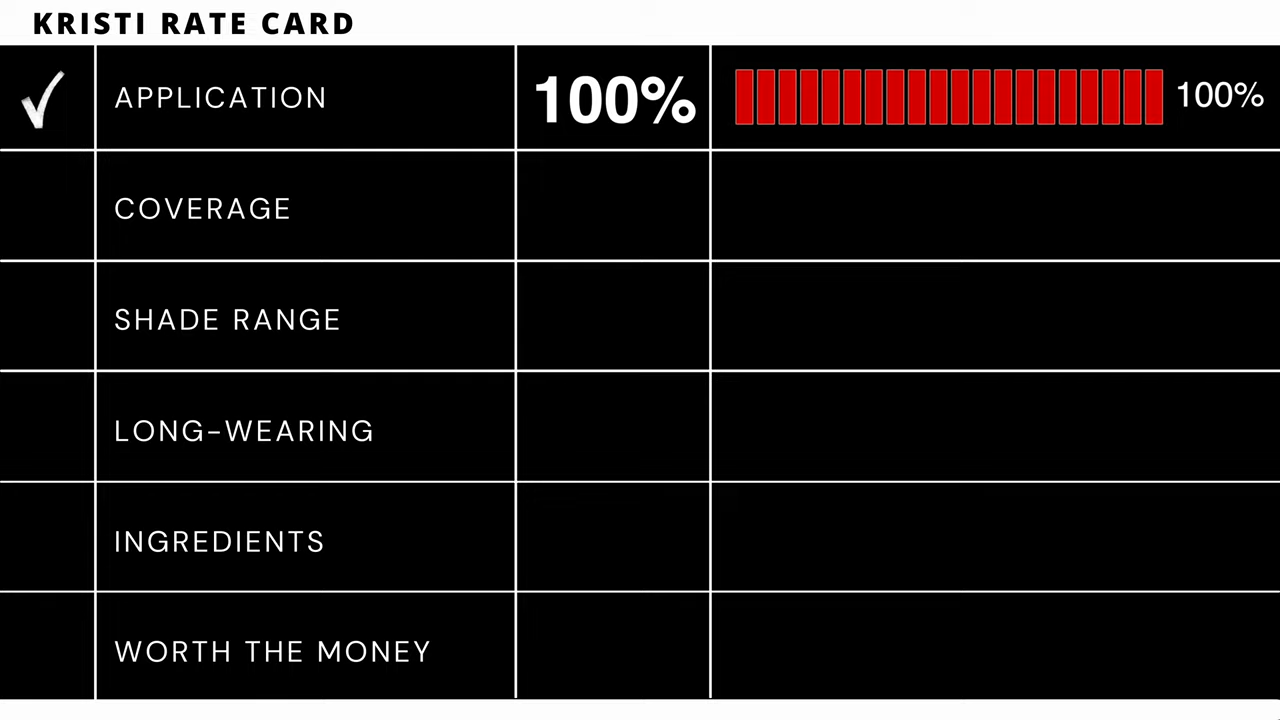 KRISTI RATE CARD
APPLICATION 100% 100%
COVERAGE
SHADE RANGE
LONG-WEARING
INGREDIENTS
WORTH THE MONEY